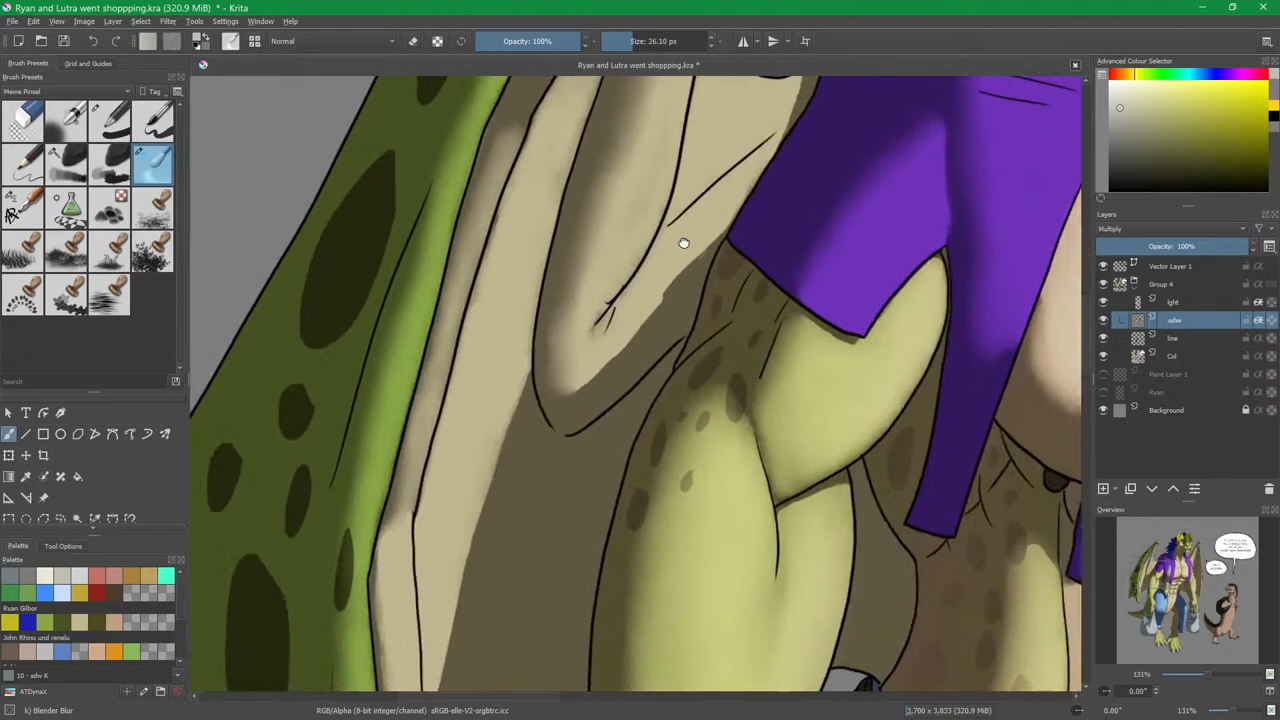 Ryan and Lutra went shoppping.kra (320.9 MiB) * - Krita
File Edit View Image Layer Select Filter Tools Settings Window Help
Normal
Opacity: 100%
Size: 26.10 px
Brush Presets
Grid and Guides
Ryan and Lutra went shoppping.kra *
Advanced Color Selector
Brush Presets
Meine Pinsel
Tag
Layers
Multiply
Opacity: 100%
Vector Layer 1
Group 4
lght
sdw
line
Col
Paint Layer 1
Ryan
Background
Search
Overview
Palette
Tool Options
Palette
Ryan Gilbor
John Rhino und renelu
10 - sdw K
ATDynaX
131%
0.00°
k) Blender Blur
RGB/Alpha (8-bit integer/channel) sRGB-elle-V2-srgbtrc.icc
3,700 x 3,833 (320.9 MiB)
0.00°
131%